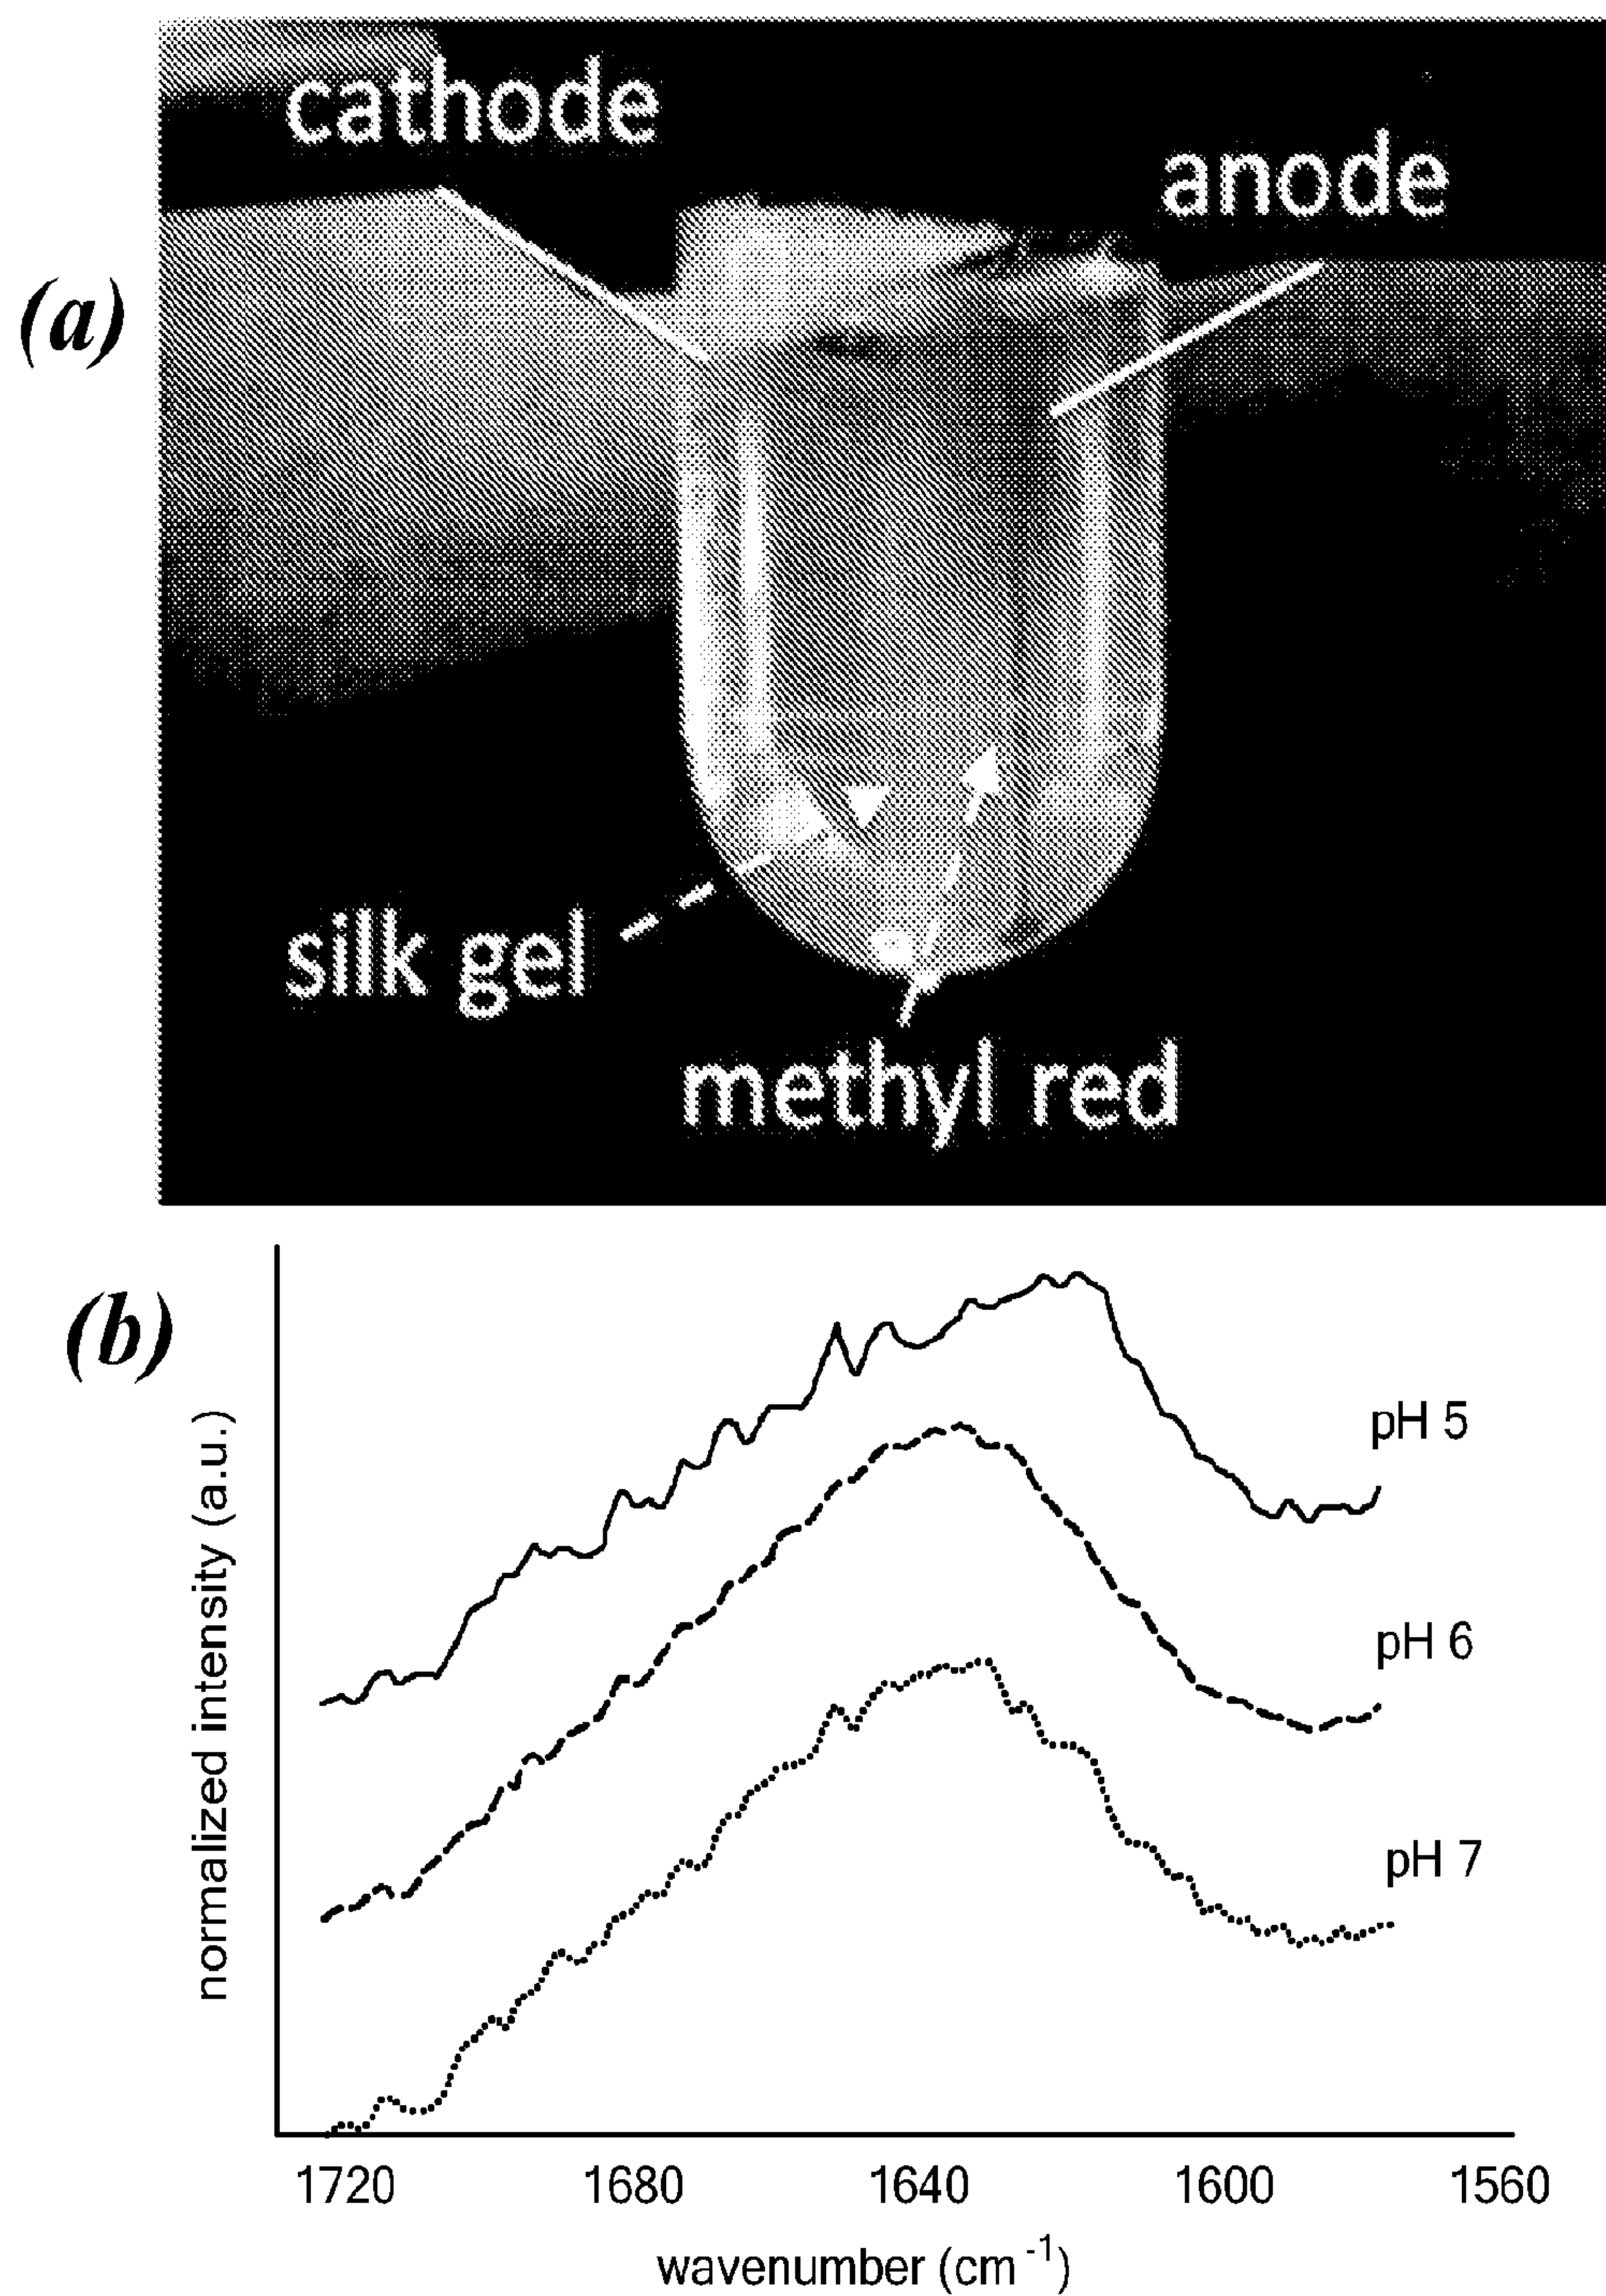 (a)
cathode
anode
silk gel
methyl red
(b)
normalized intensity (a.u.)
pH 5
pH 6
pH 7
1720 1680 1640 1600 1560
wavenumber (cm⁻¹)